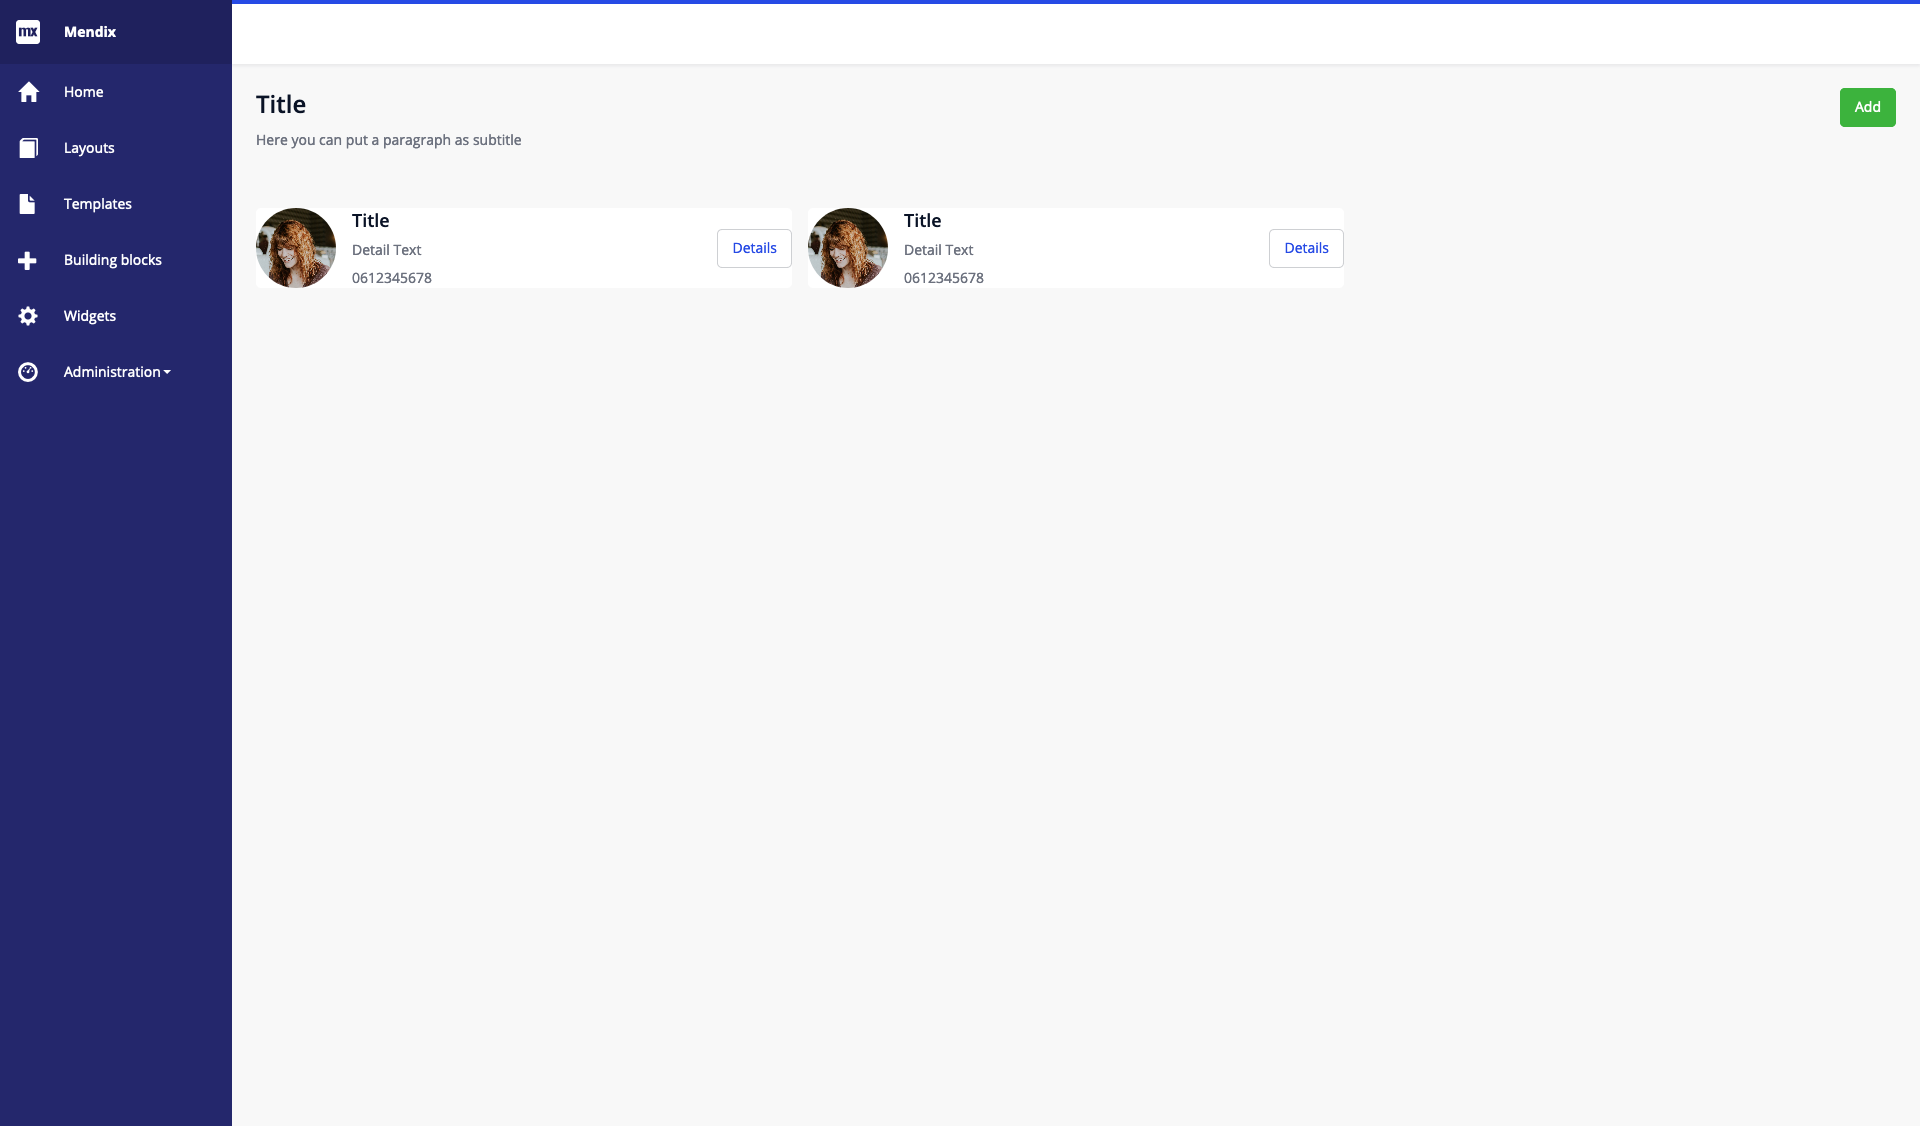 mx Mendix
Home
Layouts
Templates
Building blocks
Widgets
Administration
Title
Add
Here you can put a paragraph as subtitle
Title
Detail Text
0612345678
Details
Title
Detail Text
0612345678
Details